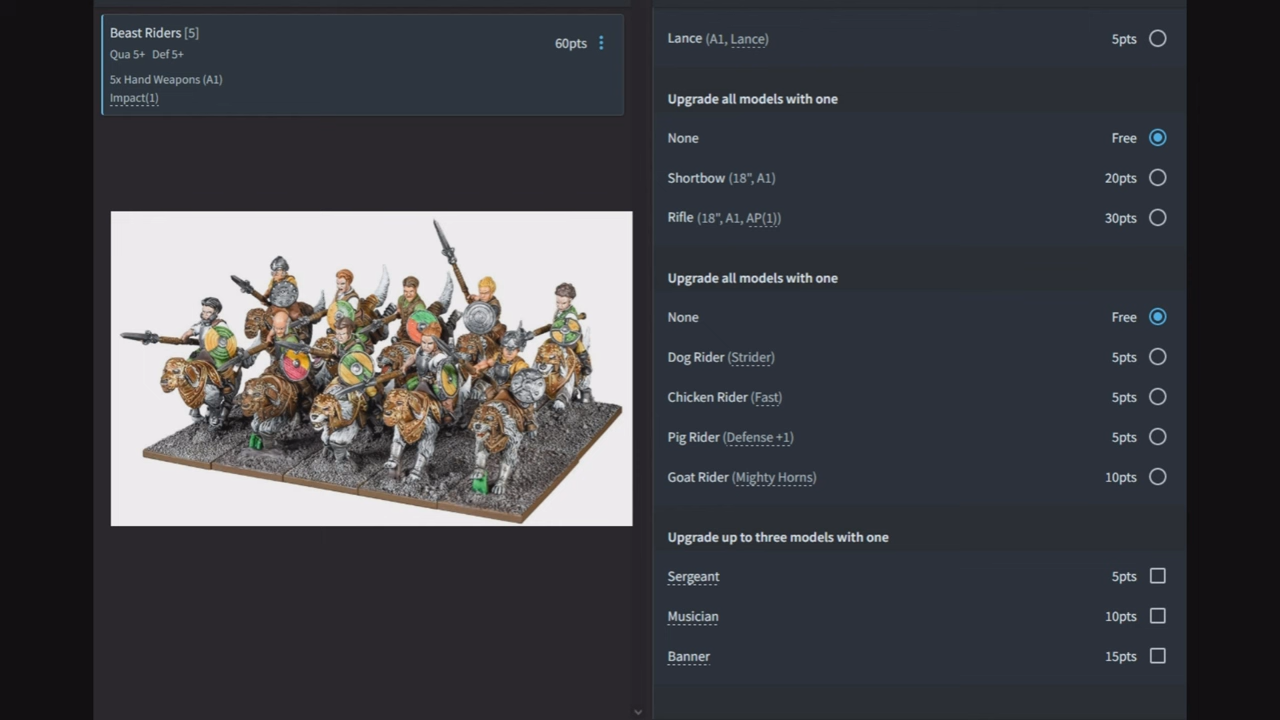 Beast Riders [5]
60pts
Qua 5+ Def 5+
5x Hand Weapons (A1)
Impact(1)
Lance (A1, Lance) 5pts
Upgrade all models with one
None Free
Shortbow (18", A1) 20pts
Rifle (18", A1, AP(1)) 30pts
Upgrade all models with one
None Free
Dog Rider (Strider) 5pts
Chicken Rider (Fast) 5pts
Pig Rider (Defense +1) 5pts
Goat Rider (Mighty Horns) 10pts
Upgrade up to three models with one
Sergeant 5pts
Musician 10pts
Banner 15pts